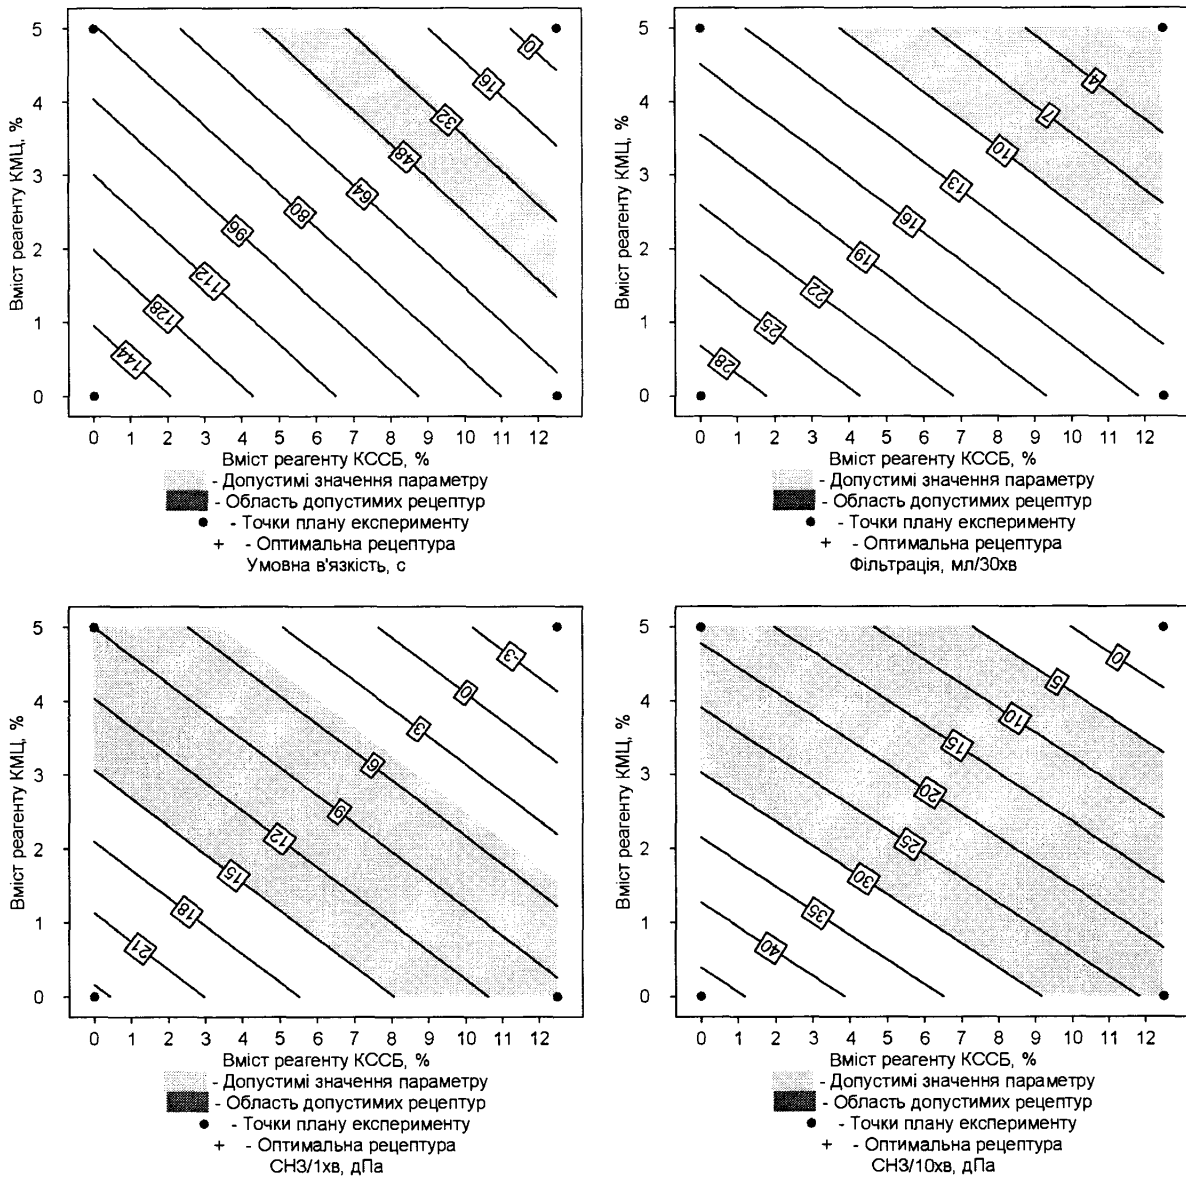 5
4
3
2
1
0
Вміст реагенту КМЦ, %
0
16
32
48
64
80
96
112
128
144
0 1 2 3 4 5 6 7 8 9 10 11 12
Вміст реагенту КССБ, %
- Допустимі значення параметру
- Область допустимих рецептур
- Точки плану експерименту
+ - Оптимальна рецептура
Умовна в'язкість, с
5
4
3
2
1
0
Вміст реагенту КМЦ, %
4
7
10
13
16
19
22
25
28
0 1 2 3 4 5 6 7 8 9 10 11 12
Вміст реагенту КССБ, %
- Допустимі значення параметру
- Область допустимих рецептур
- Точки плану експерименту
+ - Оптимальна рецептура
Фільтрація, мл/30хв
5
4
3
2
1
0
Вміст реагенту КМЦ, %
-3
0
3
6
9
12
15
18
21
0 1 2 3 4 5 6 7 8 9 10 11 12
Вміст реагенту КССБ, %
- Допустимі значення параметру
- Область допустимих рецептур
- Точки плану експерименту
+ - Оптимальна рецептура
СНЗ/1хв, дПа
5
4
3
2
1
0
Вміст реагенту КМЦ, %
0
5
10
15
20
25
30
35
40
0 1 2 3 4 5 6 7 8 9 10 11 12
Вміст реагенту КССБ, %
- Допустимі значення параметру
- Область допустимих рецептур
- Точки плану експерименту
+ - Оптимальна рецептура
СНЗ/10хв, дПа